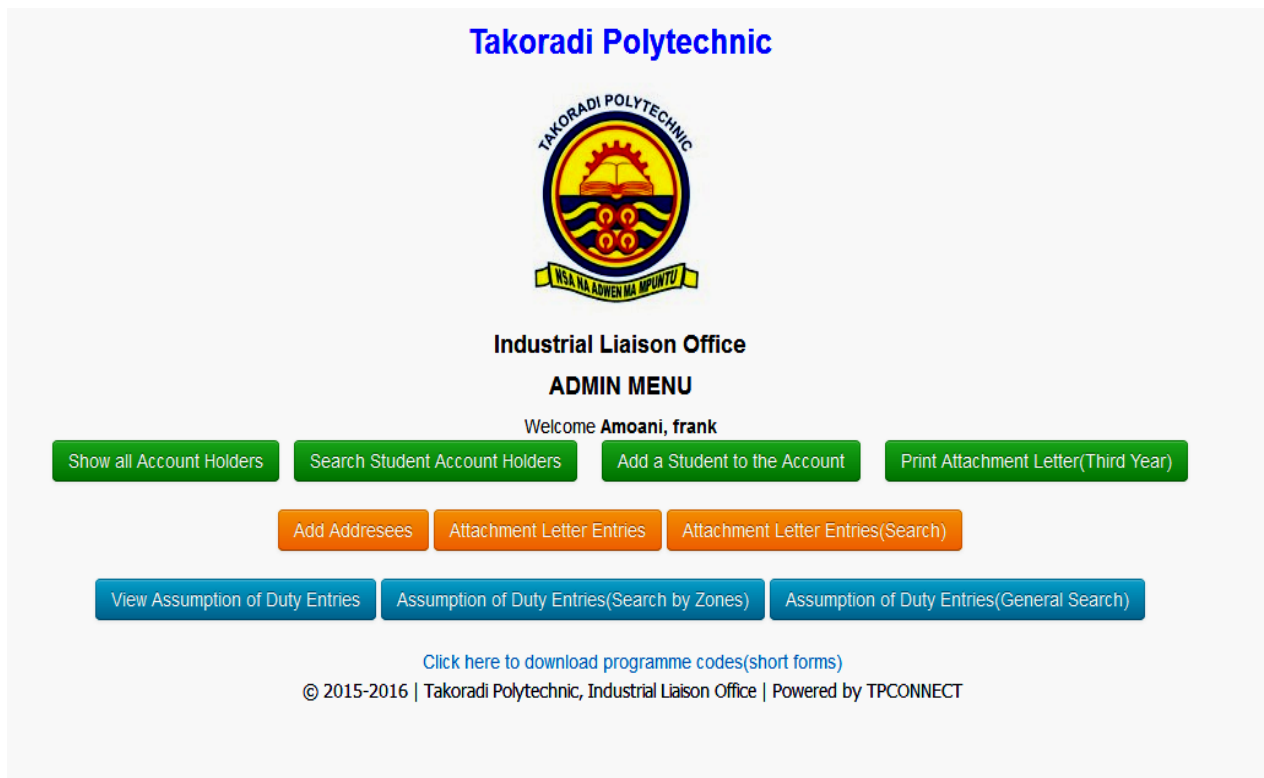 Takoradi Polytechnic
TAKORADI POLYTECHNIC
NSA NA ADWEN MA MPUNTU
Industrial Liaison Office
ADMIN MENU
Welcome Amoani, frank
Show all Account Holders Search Student Account Holders Add a Student to the Account Print Attachment Letter(Third Year)
Add Addresees Attachment Letter Entries Attachment Letter Entries(Search)
View Assumption of Duty Entries Assumption of Duty Entries(Search by Zones) Assumption of Duty Entries(General Search)
Click here to download programme codes(short forms)
© 2015-2016 | Takoradi Polytechnic, Industrial Liaison Office | Powered by TPCONNECT